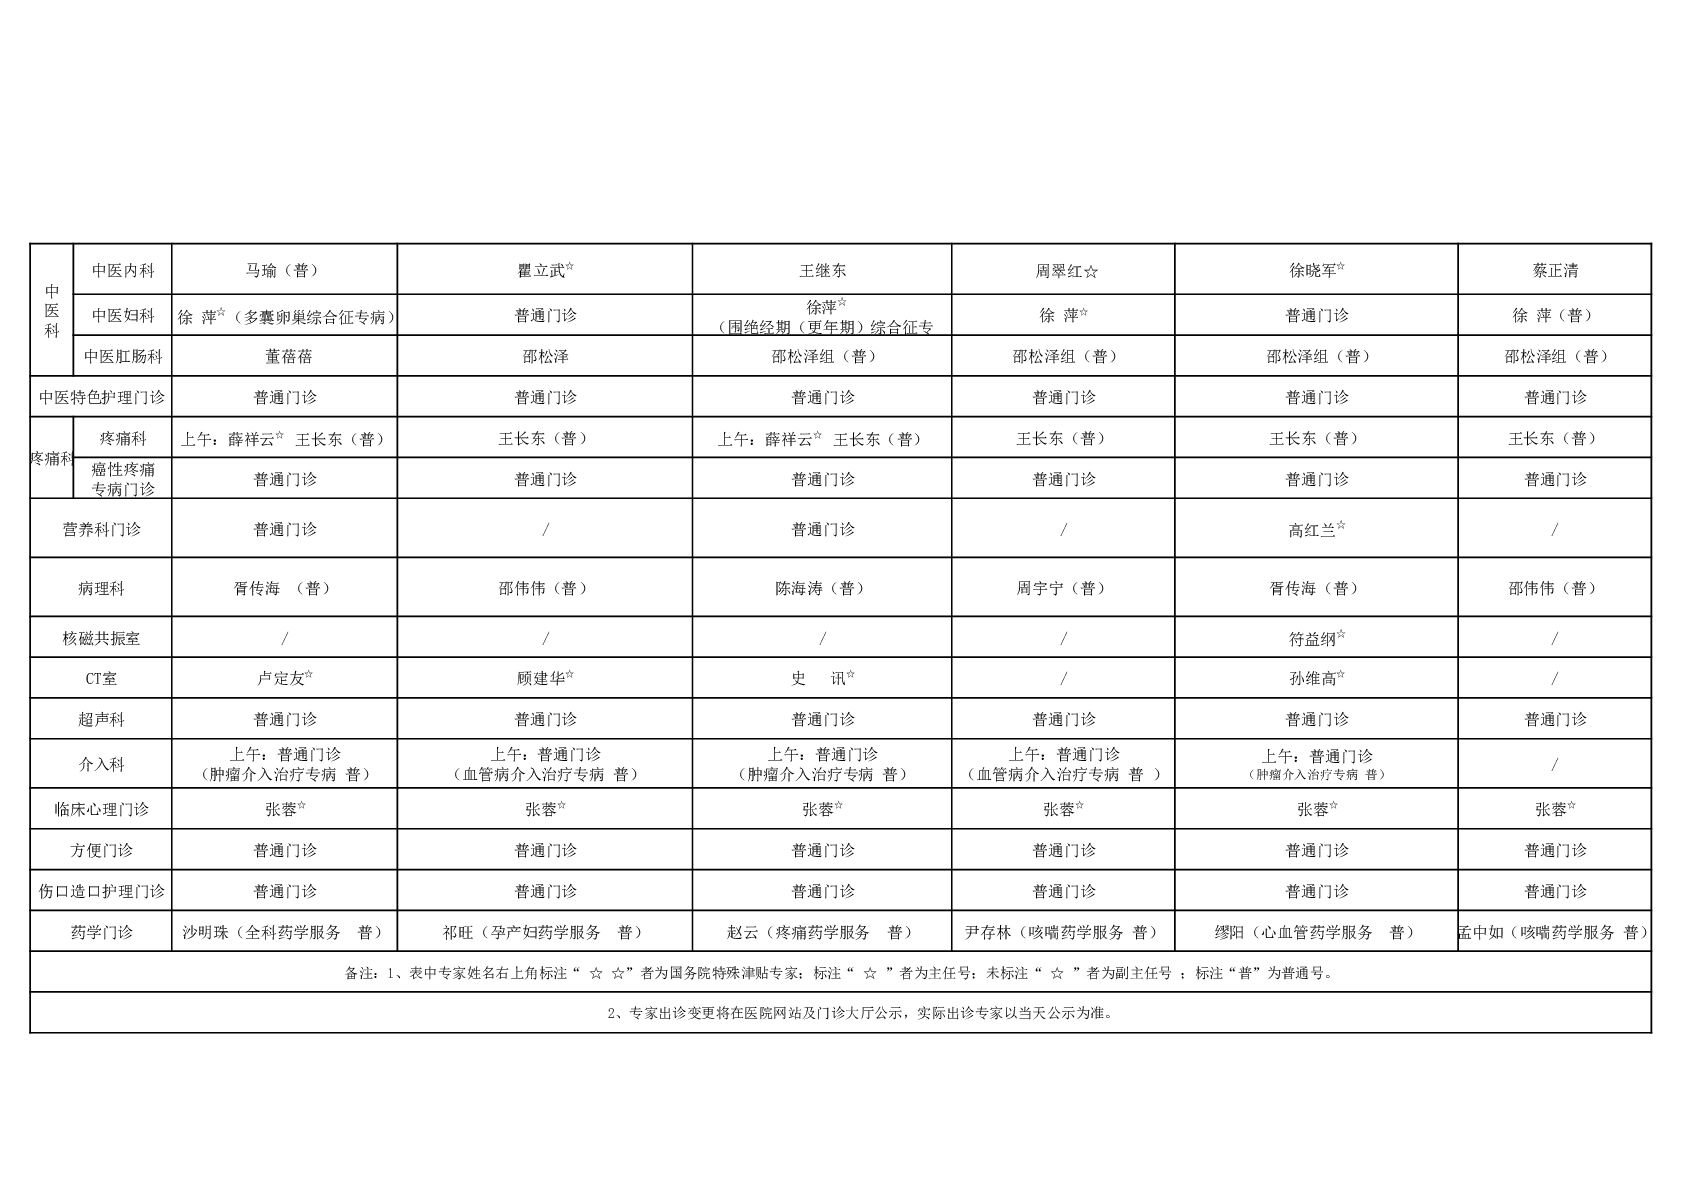 中医科 中医内科 马瑜（普） 瞿立武☆ 王继东 周翠红☆ 徐晓军☆ 蔡正清
中医妇科 徐 萍☆（多囊卵巢综合征专病） 普通门诊 徐萍☆ 徐 萍☆ 普通门诊 徐 萍（普）
（围绝经期（更年期）综合征专
中医肛肠科 董蓓蓓 邵松泽 邵松泽组（普） 邵松泽组（普） 邵松泽组（普） 邵松泽组（普）
中医特色护理门诊 普通门诊 普通门诊 普通门诊 普通门诊 普通门诊 普通门诊
疼痛科 疼痛科 上午：薛祥云☆ 王长东（普） 王长东（普） 上午：薛祥云☆ 王长东（普） 王长东（普） 王长东（普） 王长东（普）
癌性疼痛
专病门诊 普通门诊 普通门诊 普通门诊 普通门诊 普通门诊 普通门诊
营养科门诊 普通门诊 / 普通门诊 / 高红兰☆ /
病理科 胥传海 （普） 邵伟伟（普） 陈海涛（普） 周宇宁（普） 胥传海（普） 邵伟伟（普）
核磁共振室 / / / / 符益纲☆ /
CT室 卢定友☆ 顾建华☆ 史 讯☆ / 孙维高☆ /
超声科 普通门诊 普通门诊 普通门诊 普通门诊 普通门诊 普通门诊
介入科 上午：普通门诊 上午：普通门诊 上午：普通门诊 上午：普通门诊 上午：普通门诊 /
（肿瘤介入治疗专病 普） （血管病介入治疗专病 普） （肿瘤介入治疗专病 普） （血管病介入治疗专病 普 ） （肿瘤介入治疗专病 普）
临床心理门诊 张蓉☆ 张蓉☆ 张蓉☆ 张蓉☆ 张蓉☆ 张蓉☆
方便门诊 普通门诊 普通门诊 普通门诊 普通门诊 普通门诊 普通门诊
伤口造口护理门诊 普通门诊 普通门诊 普通门诊 普通门诊 普通门诊 普通门诊
药学门诊 沙明珠（全科药学服务 普） 祁旺（孕产妇药学服务 普） 赵云（疼痛药学服务 普） 尹存林（咳喘药学服务 普） 缪阳（心血管药学服务 普） 孟中如（咳喘药学服务 普）
备注：1、表中专家姓名右上角标注“ ☆ ☆”者为国务院特殊津贴专家；标注“ ☆ ”者为主任号；未标注“ ☆ ”者为副主任号 ；标注“普”为普通号。
2、专家出诊变更将在医院网站及门诊大厅公示，实际出诊专家以当天公示为准。